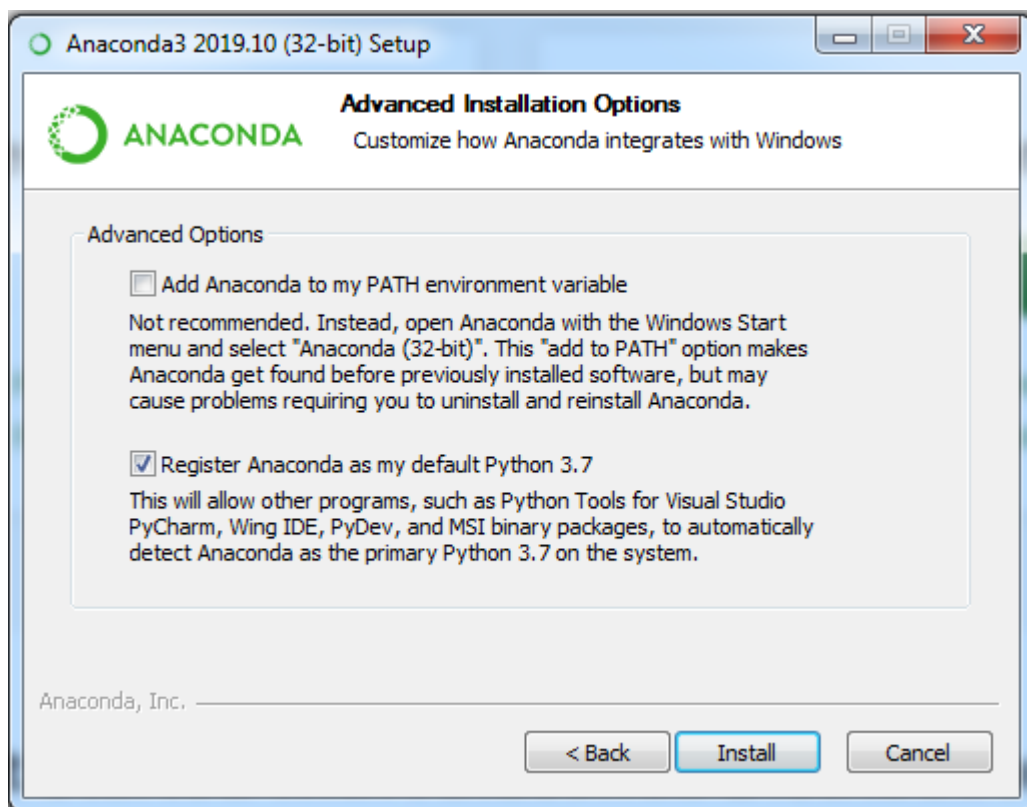 Anaconda3 2019.10 (32-bit) Setup
ANACONDA
Advanced Installation Options
Customize how Anaconda integrates with Windows
Advanced Options
Add Anaconda to my PATH environment variable
Not recommended. Instead, open Anaconda with the Windows Start
menu and select "Anaconda (32-bit)". This "add to PATH" option makes
Anaconda get found before previously installed software, but may
cause problems requiring you to uninstall and reinstall Anaconda.
Register Anaconda as my default Python 3.7
This will allow other programs, such as Python Tools for Visual Studio
PyCharm, Wing IDE, PyDev, and MSI binary packages, to automatically
detect Anaconda as the primary Python 3.7 on the system.
Anaconda, Inc.
< Back Install Cancel